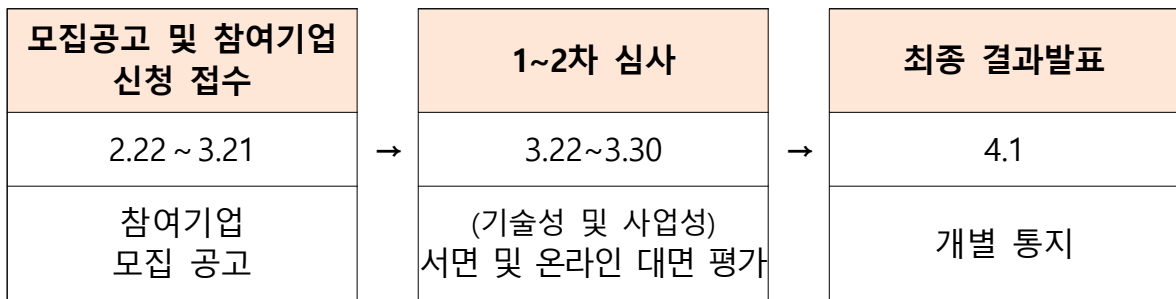 모집공고 및 참여기업
신청 접수
2.22 ~ 3.21
참여기업
모집 공고
→
1~2차 심사
3.22~3.30
(기술성 및 사업성)
서면 및 온라인 대면 평가
→
최종 결과발표
4.1
개별 통지